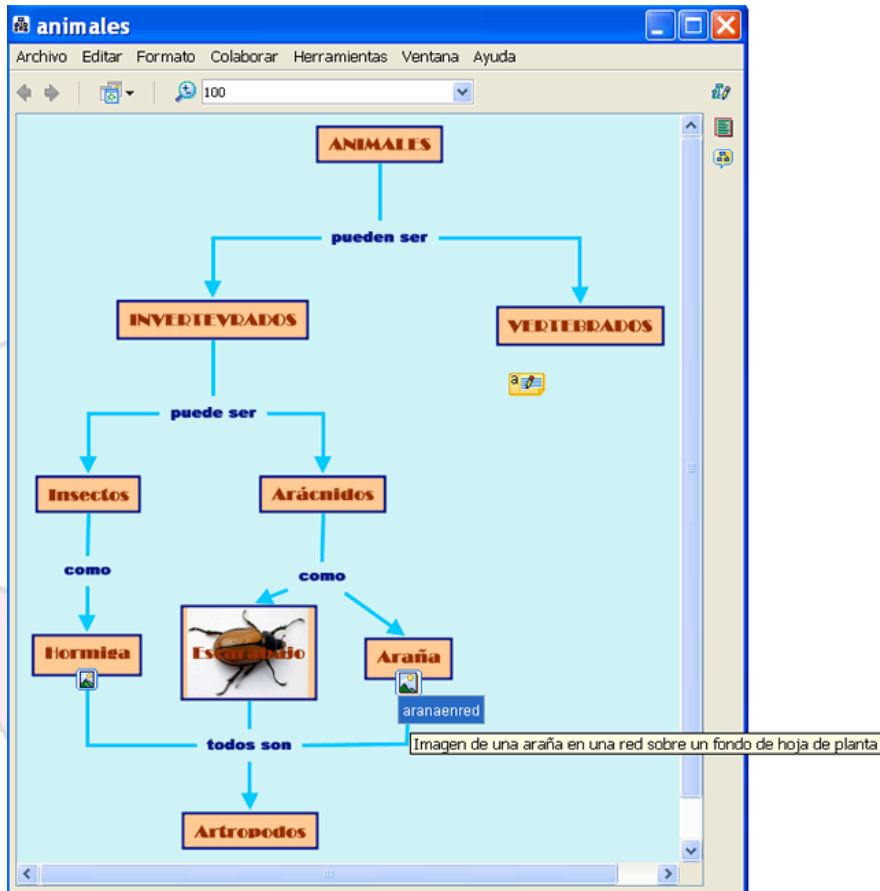 animales
Archivo Editar Formato Colaborar Herramientas Ventana Ayuda
100
ANIMALES
pueden ser
INVERTEVRADOS
VERTEBRADOS
a
puede ser
Insectos
Arácnidos
como
como
Hormiga
Escarabajo
Araña
aranaenred
todos son
Imagen de una araña en una red sobre un fondo de hoja de planta
Artropodos